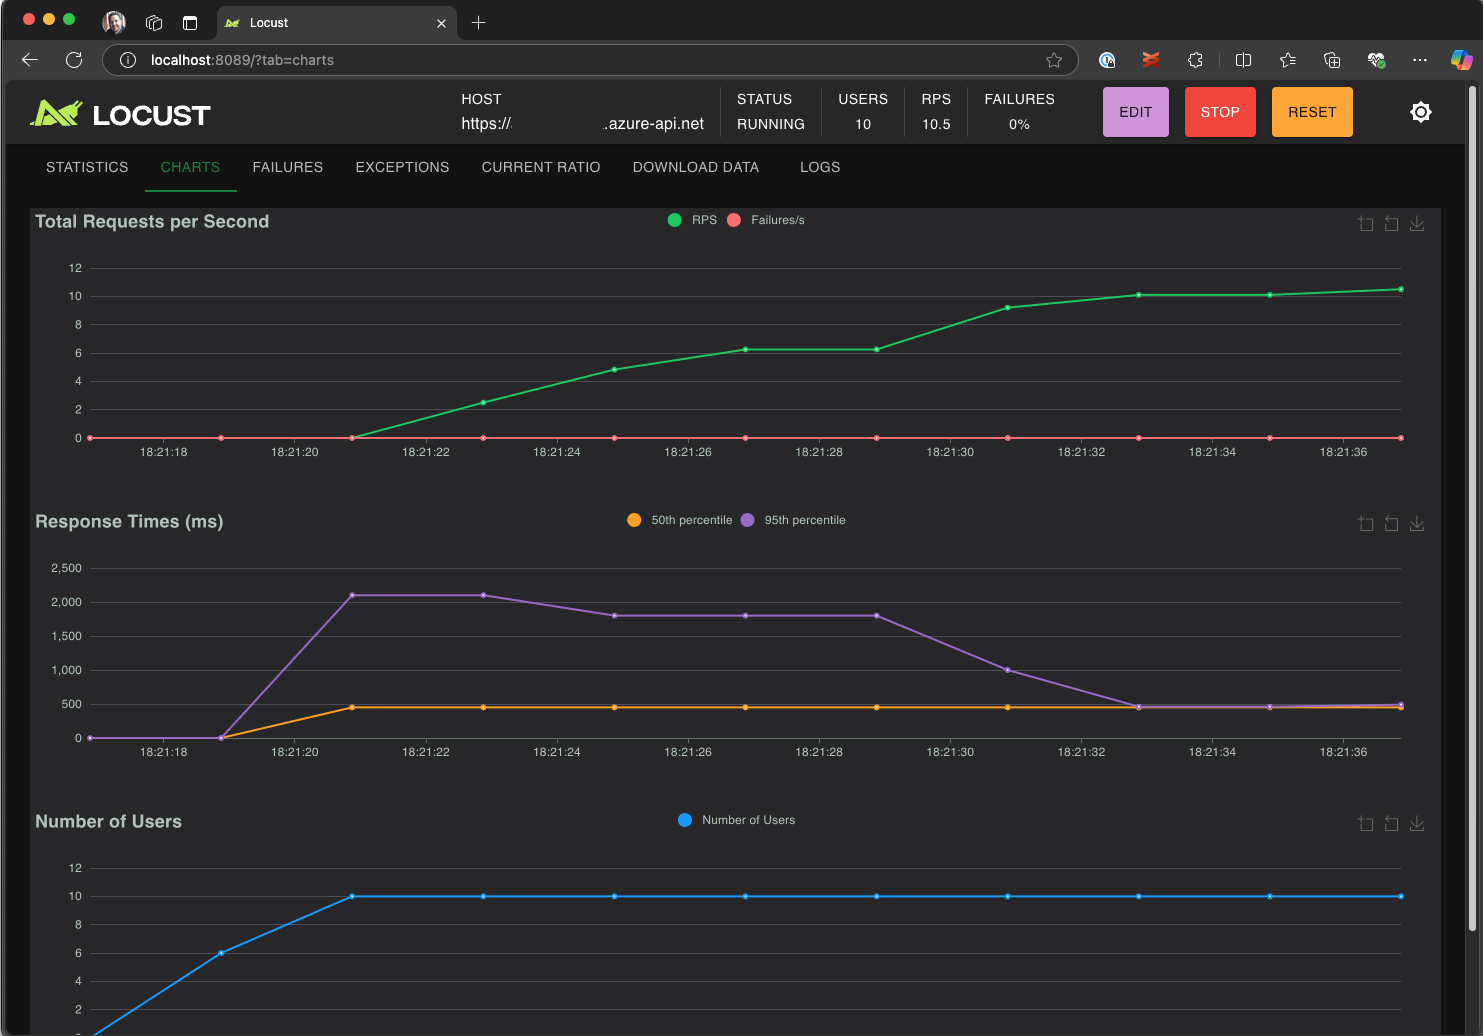 Locust
localhost:8089/?tab=charts
LOCUST
HOST
https://
.azure-api.net
STATUS
RUNNING
USERS
10
RPS
10.5
FAILURES
0%
EDIT
STOP
RESET
STATISTICS CHARTS FAILURES EXCEPTIONS CURRENT RATIO DOWNLOAD DATA LOGS
Total Requests per Second
RPS Failures/s
12
10
8
6
4
2
0
18:21:18 18:21:20 18:21:22 18:21:24 18:21:26 18:21:28 18:21:30 18:21:32 18:21:34 18:21:36
Response Times (ms)
50th percentile 95th percentile
2,500
2,000
1,500
1,000
500
0
18:21:18 18:21:20 18:21:22 18:21:24 18:21:26 18:21:28 18:21:30 18:21:32 18:21:34 18:21:36
Number of Users
Number of Users
12
10
8
6
4
2